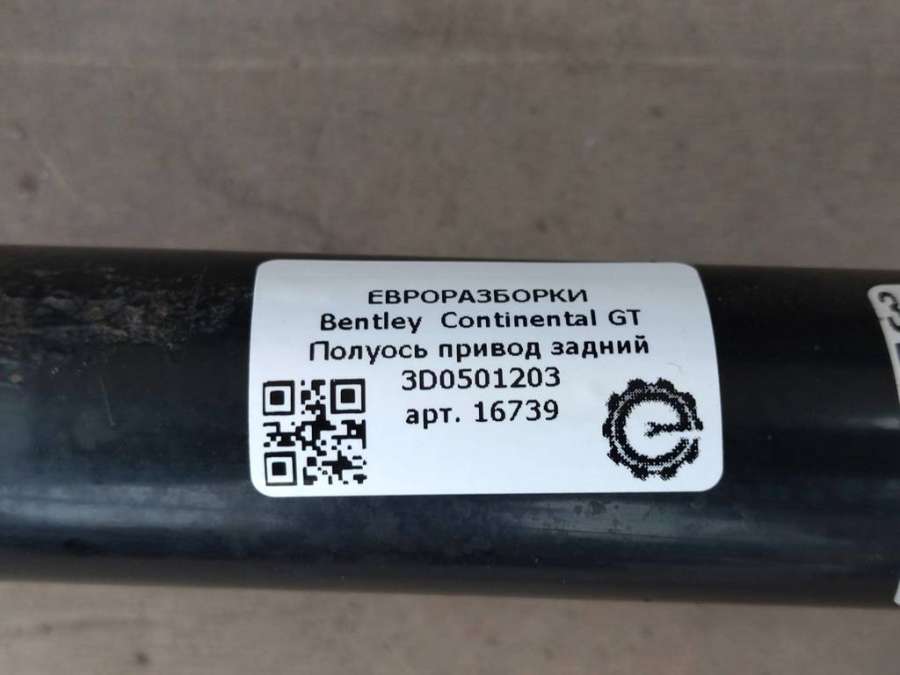 ЕВРОРАЗБОРКИ
Bentley Continental GT
Полуось привод задний
3D0501203
арт. 16739